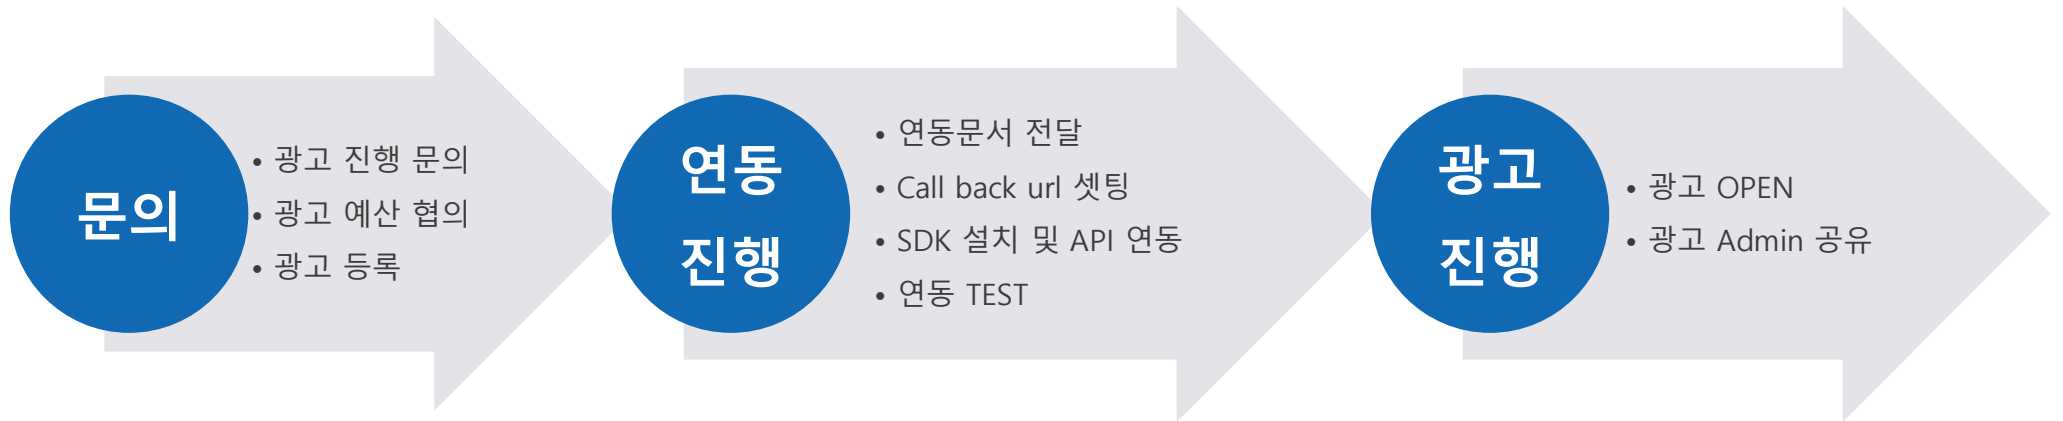 문의
• 광고 진행 문의
• 광고 예산 협의
• 광고 등록
연동
진행
• 연동문서 전달
• Call back url 셋팅
• SDK 설치 및 API 연동
• 연동 TEST
광고
진행
• 광고 OPEN
• 광고 Admin 공유